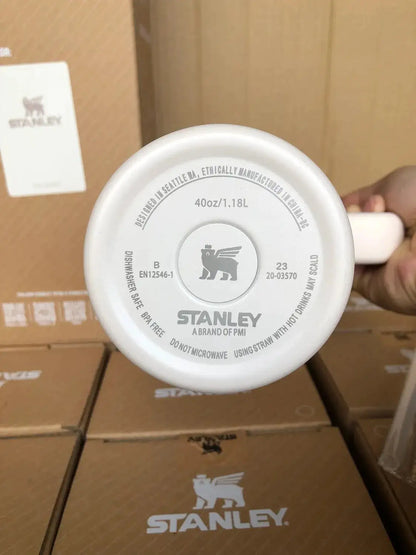 STANLEY
DESIGNED IN SEATTLE WA, ETHICALLY MANUFACTURED IN CHINA-DC
40oz/1.18L
B
EN12546-1
23
20-03570
STANLEY
A BRAND OF PMI
DISHWASHER SAFE BPA FREE DO NOT MICROWAVE USING STRAW WITH HOT DRINKS MAY SCALD
STANLEY